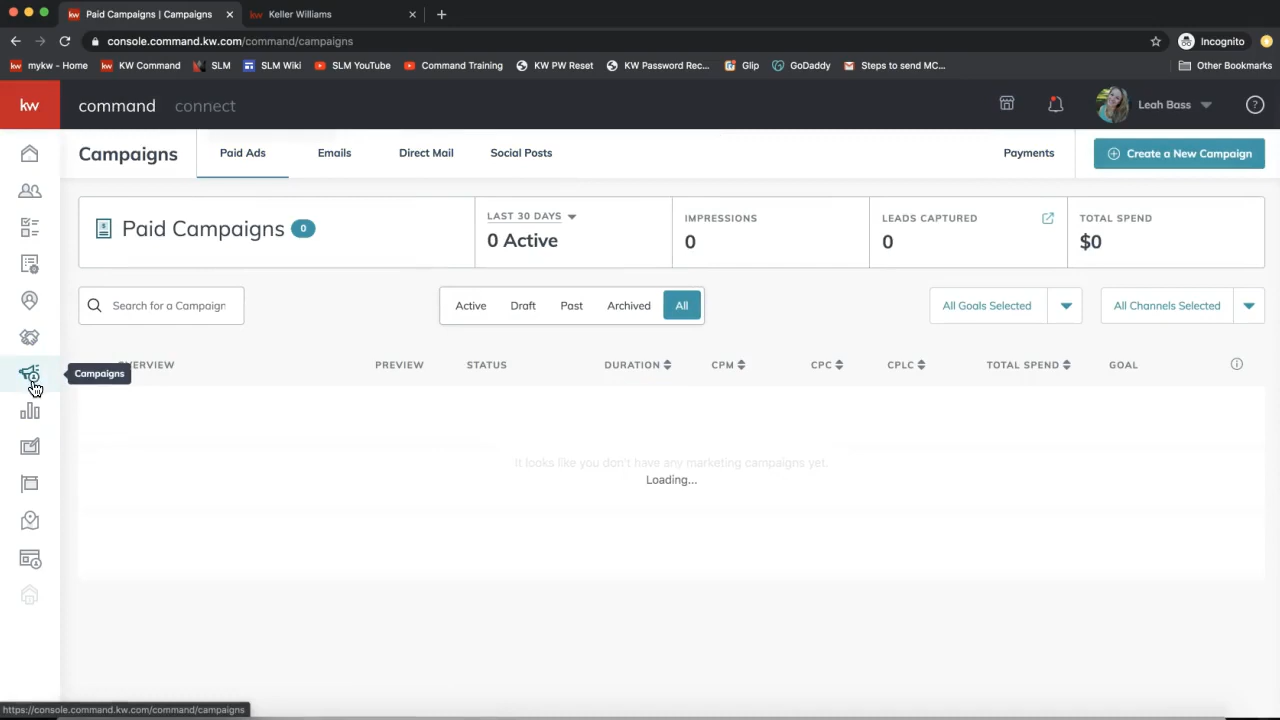 Paid Campaigns | Campaigns
kw Keller Williams
console.command.kw.com/command/campaigns
Incognito
mykw - Home
KW Command
SLM
SLM Wiki
SLM YouTube
Command Training
KW PW Reset
KW Password Rec...
Glip
GoDaddy
Steps to send MC...
Other Bookmarks
kw
command
connect
Leah Bass
?
Campaigns
Paid Ads
Emails
Direct Mail
Social Posts
Payments
Create a New Campaign
Paid Campaigns 0
LAST 30 DAYS
0 Active
IMPRESSIONS
0
LEADS CAPTURED
0
TOTAL SPEND
$0
Search for a Campaign
Active
Draft
Past
Archived
All
All Goals Selected
All Channels Selected
Campaigns
VERVIEW
PREVIEW
STATUS
DURATION
CPM
CPC
CPLC
TOTAL SPEND
GOAL
It looks like you don't have any marketing campaigns yet.
Loading...
https://console.command.kw.com/command/campaigns